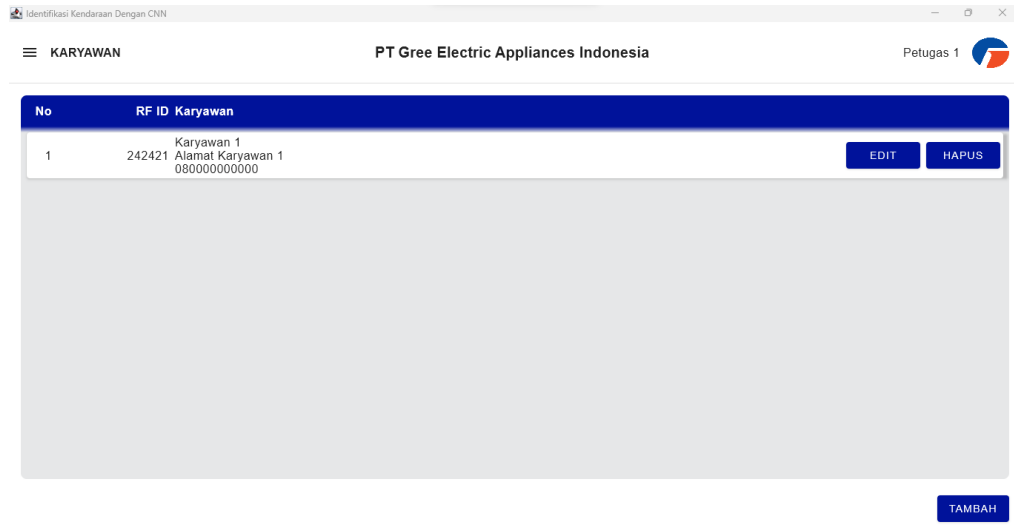 Identifikasi Kendaraan Dengan CNN
KARYAWAN
PT Gree Electric Appliances Indonesia
Petugas 1
No RF ID Karyawan
1 242421 Karyawan 1
Alamat Karyawan 1
080000000000
EDIT HAPUS
TAMBAH